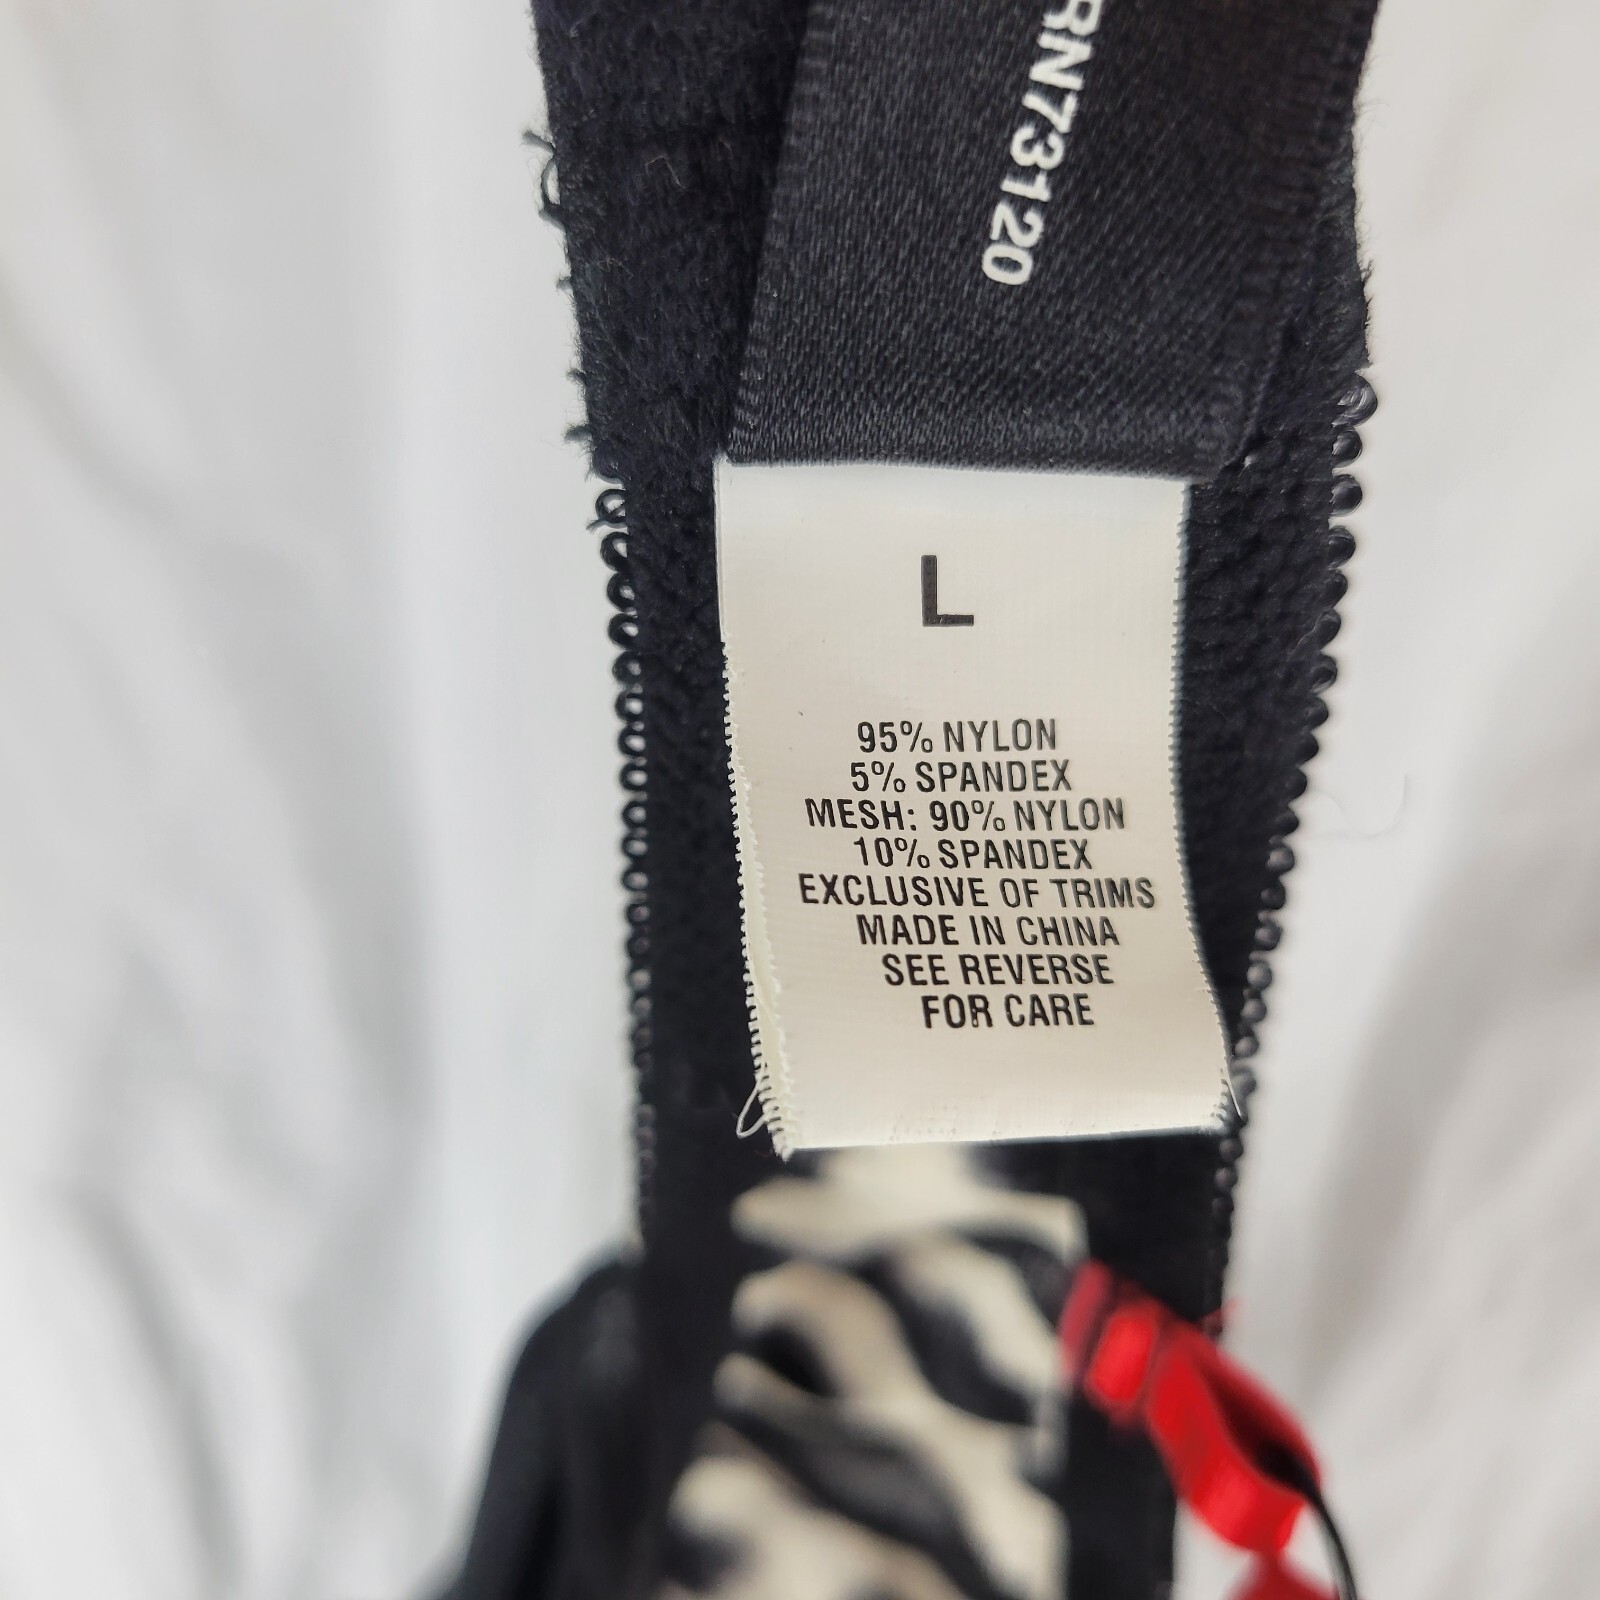 RN73120
L
95% NYLON
5% SPANDEX
MESH: 90% NYLON
10% SPANDEX
EXCLUSIVE OF TRIMS
MADE IN CHINA
SEE REVERSE
FOR CARE